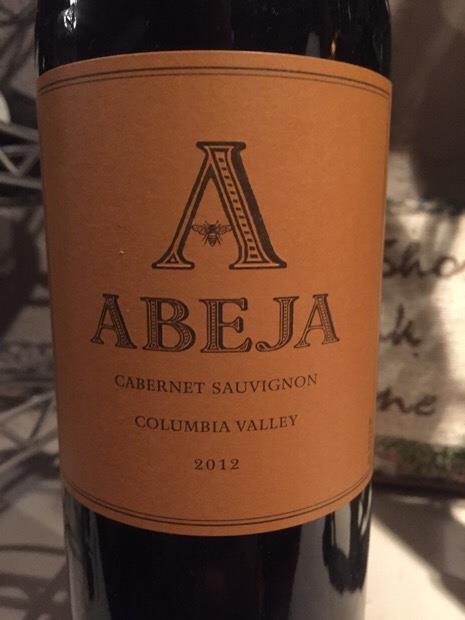 A
ABEJA
CABERNET SAUVIGNON
COLUMBIA VALLEY
2012